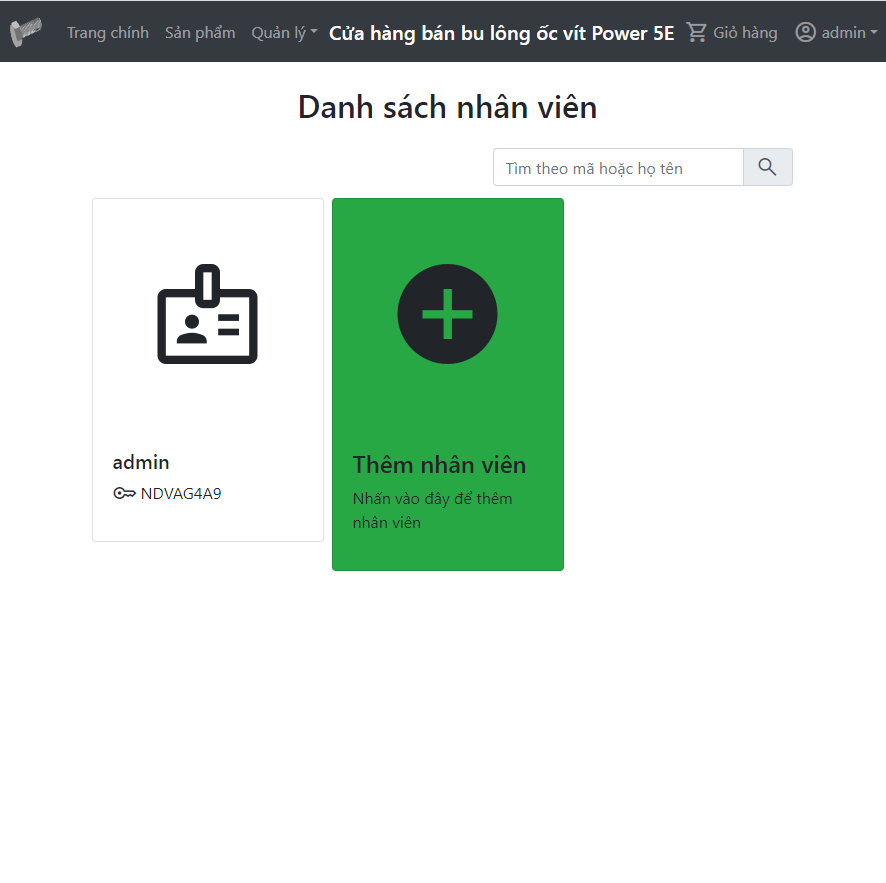 Trang chính Sản phẩm Quản lý Cửa hàng bán bu lông ốc vít Power 5E Giỏ hàng admin
Danh sách nhân viên
Tìm theo mã hoặc họ tên
admin
NDVAG4A9
Thêm nhân viên
Nhấn vào đây để thêm
nhân viên